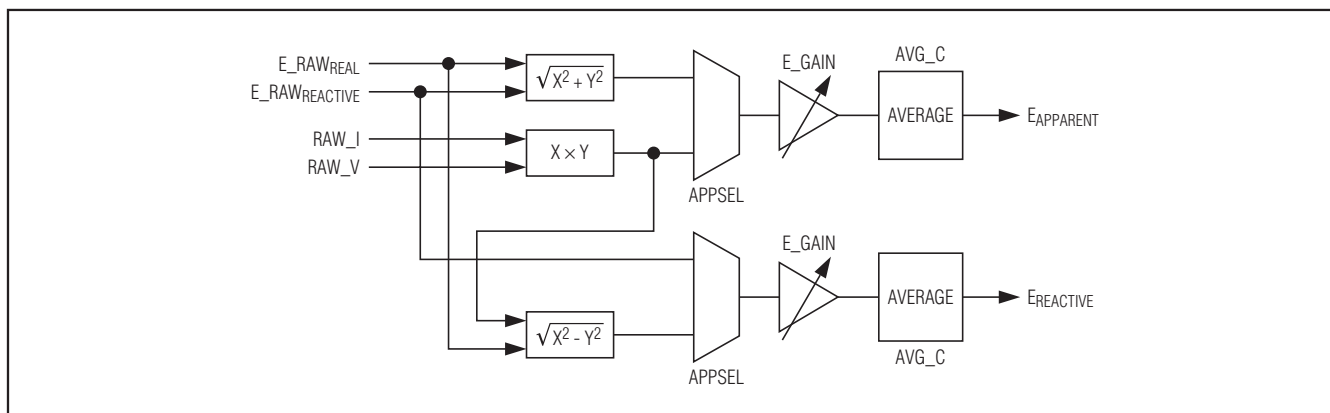 E_RAWREAL
E_RAWREACTIVE
RAW_I
RAW_V
√X² + Y²
X × Y
APPSEL
E_GAIN
AVG_C
AVERAGE
EAPPARENT
√X² - Y²
APPSEL
E_GAIN
AVERAGE
AVG_C
EREACTIVE